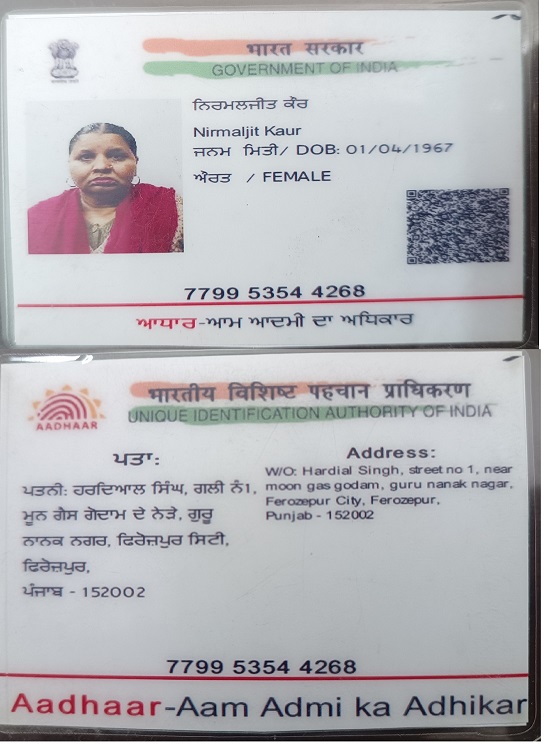 भारत सरकार
GOVERNMENT OF INDIA
ਨਿਰਮਲਜੀਤ ਕੌਰ
Nirmaljit Kaur
ਜਨਮ ਮਿਤੀ/ DOB: 01/04/1967
ਔਰਤ / FEMALE
7799 5354 4268
ਆਧਾਰ-ਆਮ ਆਦਮੀ ਦਾ ਅਧਿਕਾਰ
भारतीय विशिष्ट पहचान प्राधिकरण
UNIQUE IDENTIFICATION AUTHORITY OF INDIA
AADHAAR
ਪਤਾ:
ਪਤਨੀ: ਹਰਦਿਆਲ ਸਿੰਘ, ਗਲੀ ਨੰ1,
ਮੂਨ ਗੈਸ ਗੋਦਾਮ ਦੇ ਨੇੜੇ, ਗੁਰੂ
ਨਾਨਕ ਨਗਰ, ਫਿਰੋਜ਼ਪੁਰ ਸਿਟੀ,
ਫਿਰੋਜ਼ਪੁਰ,
ਪੰਜਾਬ - 152002
Address:
W/O: Hardial Singh, street no 1, near
moon gas godam, guru nanak nagar,
Ferozepur City, Ferozepur,
Punjab - 152002
7799 5354 4268
Aadhaar-Aam Admi ka Adhikar